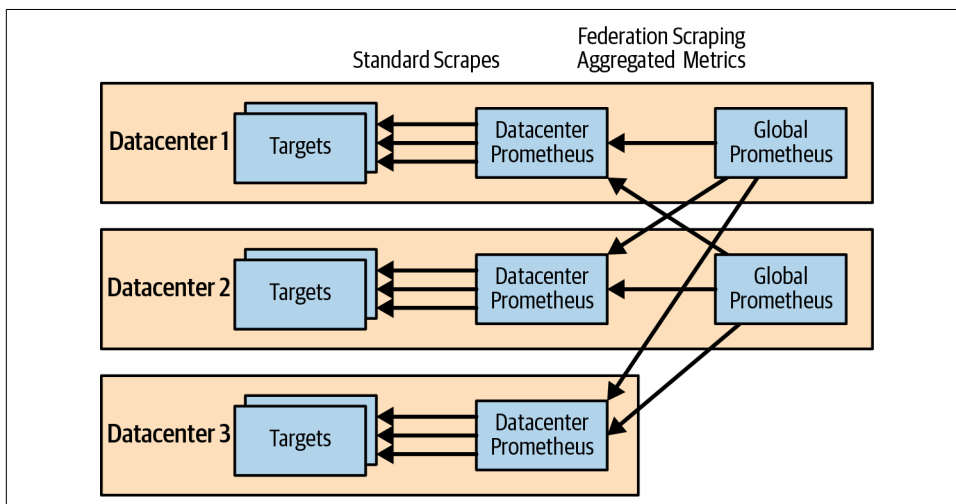 Standard Scrapes
Federation Scraping
Aggregated Metrics
Datacenter 1
Targets
Datacenter
Prometheus
Global
Prometheus
Datacenter 2
Targets
Datacenter
Prometheus
Global
Prometheus
Datacenter 3
Targets
Datacenter
Prometheus